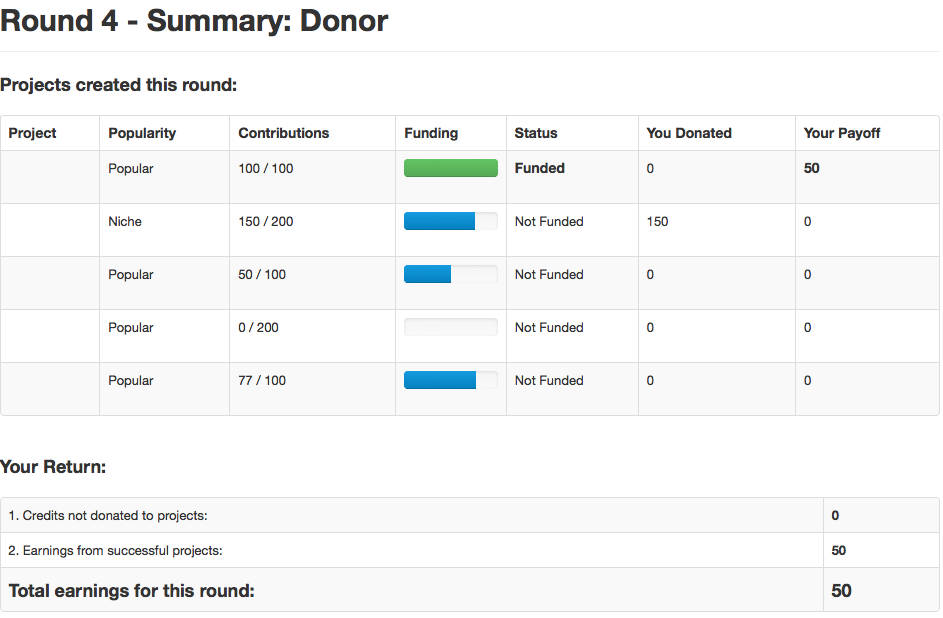 Round 4 - Summary: Donor
Projects created this round:
Project Popularity Contributions Funding Status You Donated Your Payoff
Popular 100 / 100 Funded 0 50
Niche 150 / 200 Not Funded 150 0
Popular 50 / 100 Not Funded 0 0
Popular 0 / 200 Not Funded 0 0
Popular 77 / 100 Not Funded 0 0
Your Return:
1. Credits not donated to projects: 0
2. Earnings from successful projects: 50
Total earnings for this round: 50